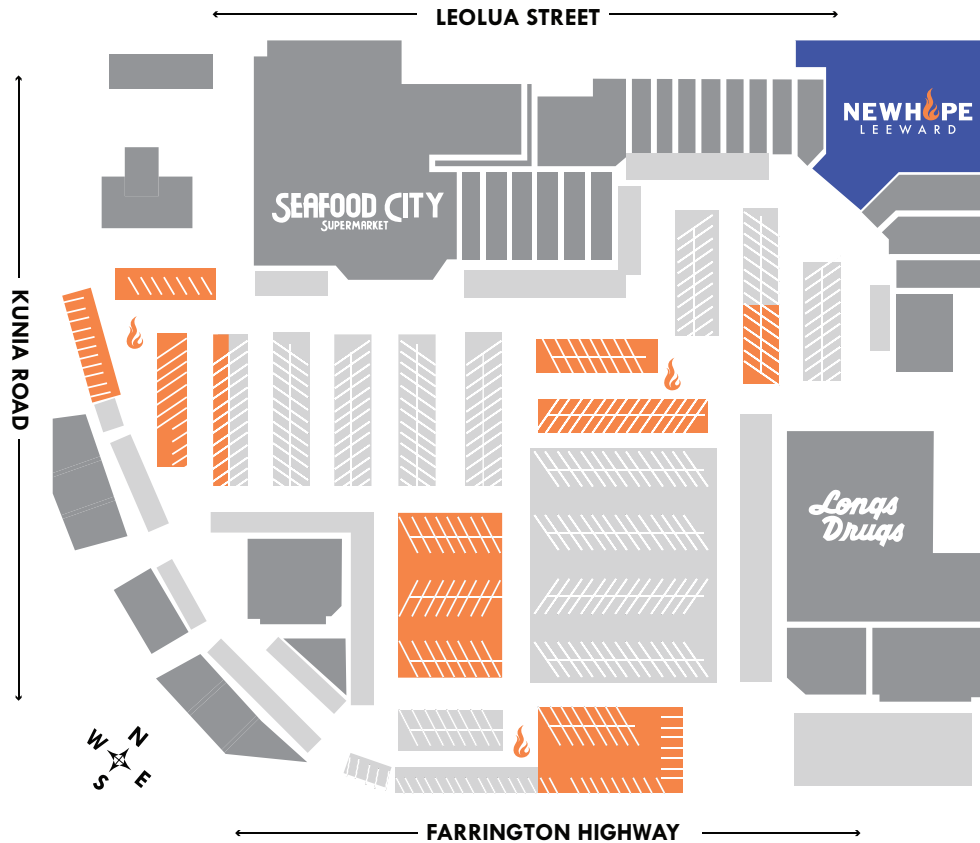 LEOLUA STREET
NEWHOPE
LEEWARD
SEAFOOD CITY
SUPERMARKET
KUNIA ROAD
Longs
Drugs
N
W
E
S
FARRINGTON HIGHWAY